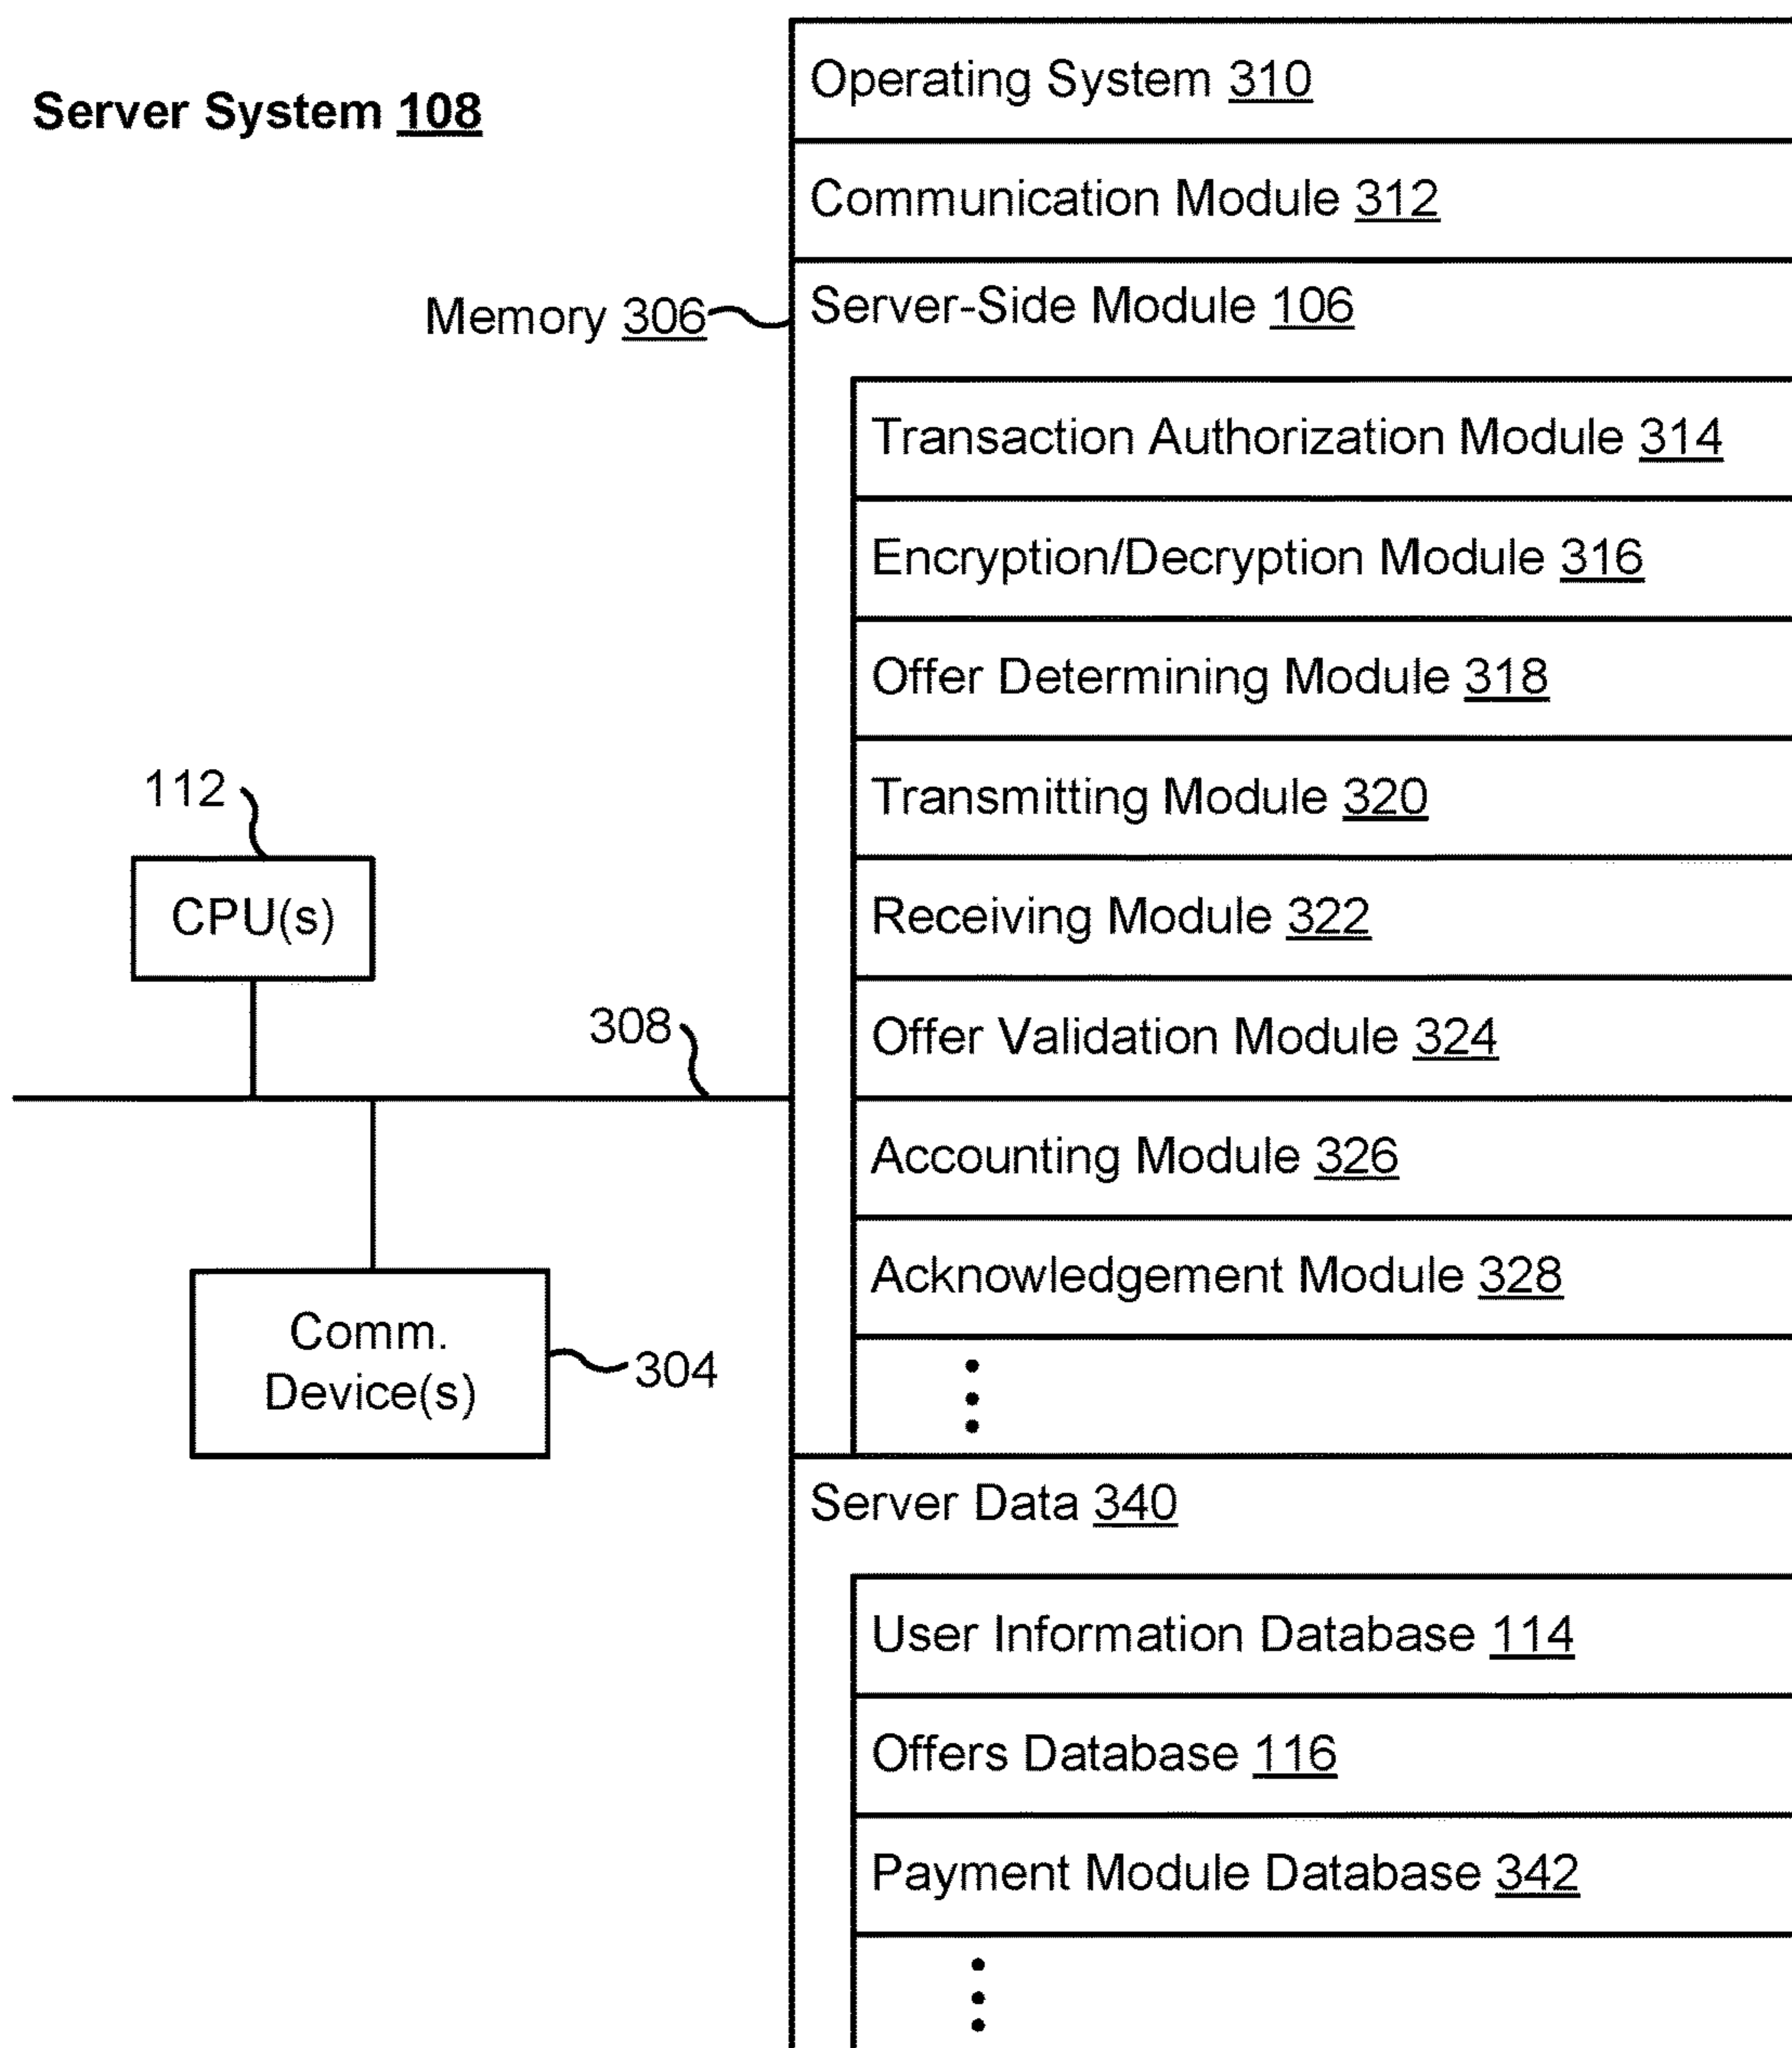 Server System 108
Operating System 310
Communication Module 312
Memory 306
Server-Side Module 106
Transaction Authorization Module 314
Encryption/Decryption Module 316
Offer Determining Module 318
Transmitting Module 320
112
CPU(s)
Receiving Module 322
308
Offer Validation Module 324
Accounting Module 326
Acknowledgement Module 328
Comm.
Device(s)
304
Server Data 340
User Information Database 114
Offers Database 116
Payment Module Database 342